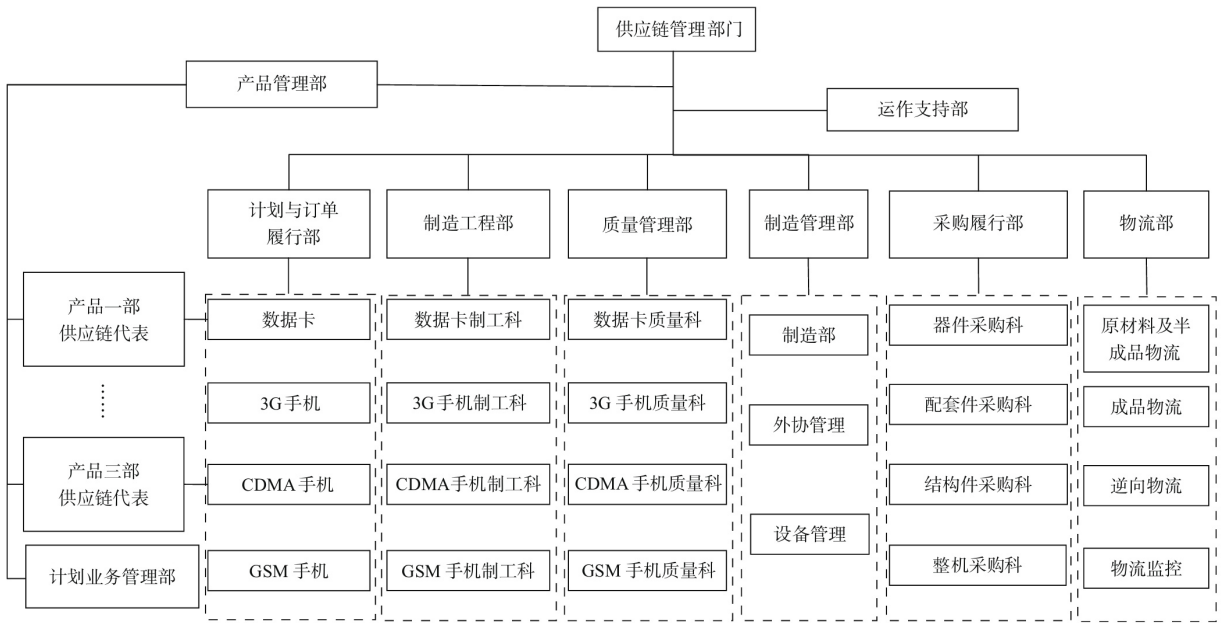 供应链管理部门
产品管理部
运作支持部
计划与订单
履行部
制造工程部
质量管理部
制造管理部
采购履行部
物流部
产品一部
供应链代表
数据卡
数据卡制工科
数据卡质量科
制造部
器件采购科
原材料及半
成品物流
……
3G手机
3G手机制工科
3G 手机质量科
外协管理
配套件采购科
成品物流
产品三部
供应链代表
CDMA 手机
CDMA手机制工科
CDMA 手机质量科
设备管理
结构件采购科
逆向物流
计划业务管理部
GSM 手机
GSM 手机制工科
GSM 手机质量科
整机采购科
物流监控